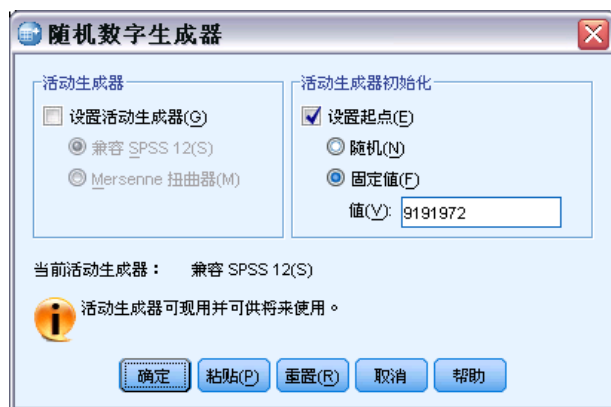 随机数字生成器
活动生成器
设置活动生成器(G)
兼容 SPSS 12(S)
Mersenne 扭曲器(M)
活动生成器初始化
设置起点(E)
随机(N)
固定值(F)
值(V): 9191972
当前活动生成器： 兼容 SPSS 12(S)
活动生成器可现用并可供将来使用。
确定 粘贴(P) 重置(R) 取消 帮助